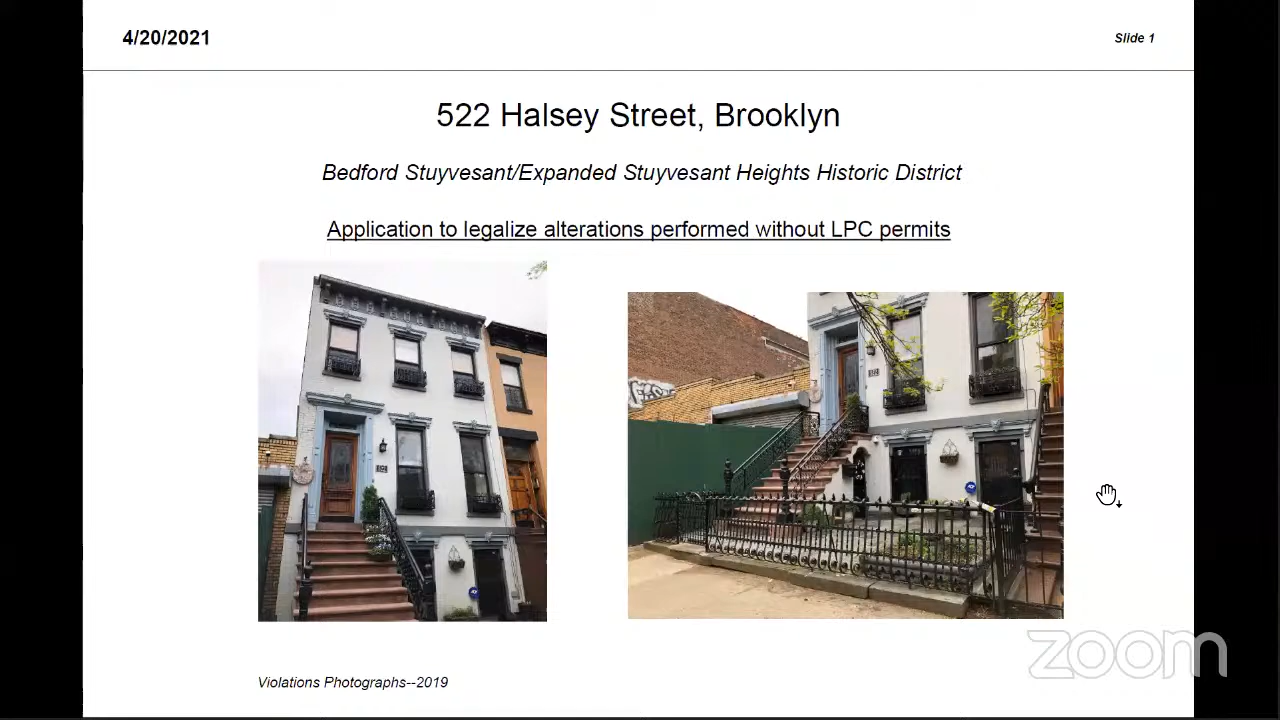 4/20/2021
Slide 1
522 Halsey Street, Brooklyn
Bedford Stuyvesant/Expanded Stuyvesant Heights Historic District
Application to legalize alterations performed without LPC permits
Violations Photographs--2019
zoom